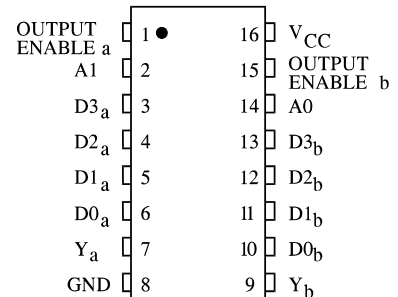 OUTPUT
ENABLE a
1
16
VCC
A1
2
15
OUTPUT
ENABLE b
D3a
3
14
A0
D2a
4
13
D3b
D1a
5
12
D2b
D0a
6
11
D1b
Ya
7
10
D0b
GND
8
9
Yb